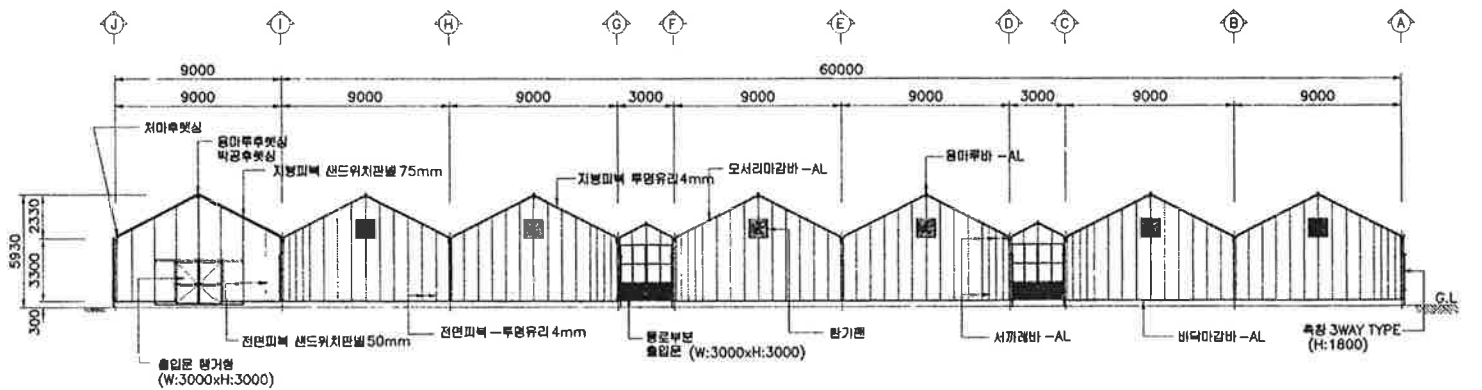 J I H G F E D C B A
9000 60000
9000 9000 9000 3000 9000 9000 3000 9000 9000
처마후렛싱
용마루후렛싱
박공후렛싱
지붕피복 샌드위치판넬 75mm
지붕피복 투명유리 4mm
모서리마감바 -AL
용마루바 -AL
5930
2330
3300
300
G.L
전면피복 샌드위치판넬 50mm
전면피복 -투명유리 4mm
통로부분
출입문 (W:3000xH:3000)
환기팬
서까래바 -AL
바닥마감바 -AL
측창 3WAY TYPE
(H:1800)
출입문 행거형
(W:3000xH:3000)